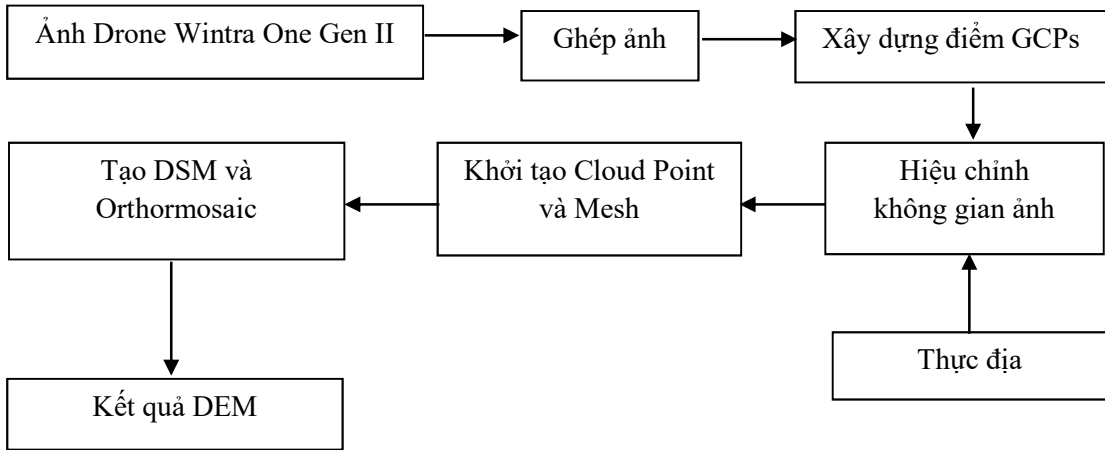 Ảnh Drone Wintra One Gen II
Ghép ảnh
Xây dựng điểm GCPs
Hiệu chỉnh
không gian ảnh
Thực địa
Khởi tạo Cloud Point
và Mesh
Tạo DSM và
Orthormosaic
Kết quả DEM